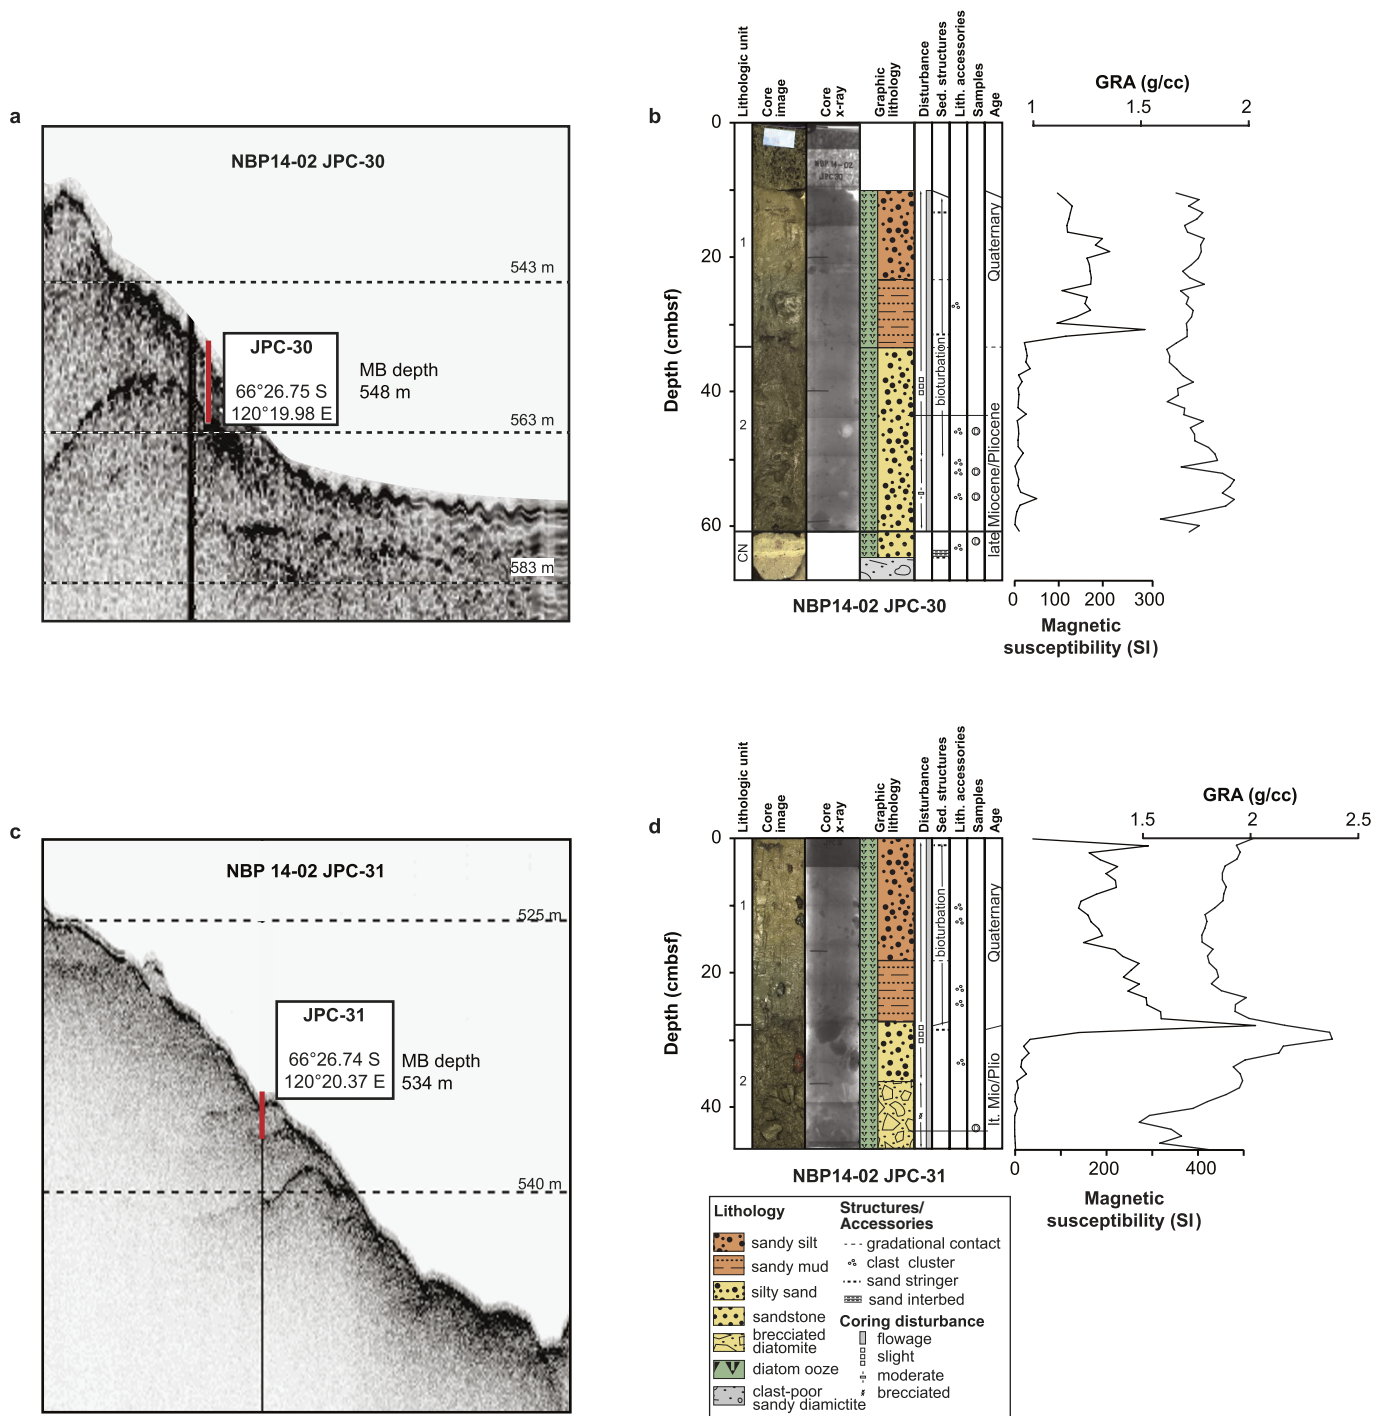 a
NBP14-02 JPC-30
543 m
JPC-30
66°26.75 S
120°19.98 E
MB depth
548 m
563 m
583 m
b
Lithologic unit
Core
image
Core
x-ray
Graphic
lithology
Disturbance
Sed. structures
Lith. accessories
Samples
Age
GRA (g/cc)
1
1.5
2
Depth (cmbsf)
0
20
40
60
1
2
CN
NBP14-02
JPC30
bioturbation
Quaternary
late Miocene/Pliocene
NBP14-02 JPC-30
0
100
200
300
Magnetic
susceptibility (SI)
c
NBP 14-02 JPC-31
525 m
JPC-31
66°26.74 S
120°20.37 E
MB depth
534 m
540 m
d
Lithologic unit
Core
image
Core
x-ray
Graphic
lithology
Disturbance
Sed. structures
Lith. accessories
Samples
Age
GRA (g/cc)
1.5
2
2.5
Depth (cmbsf)
0
20
40
1
2
bioturbation
Quaternary
lt. Mio/Plio
NBP14-02 JPC-31
0
200
400
Magnetic
susceptibility (SI)
Lithology
sandy silt
sandy mud
silty sand
sandstone
brecciated
diatomite
diatom ooze
clast-poor
sandy diamictite
Structures/
Accessories
gradational contact
clast cluster
sand stringer
sand interbed
Coring disturbance
flowage
slight
moderate
brecciated